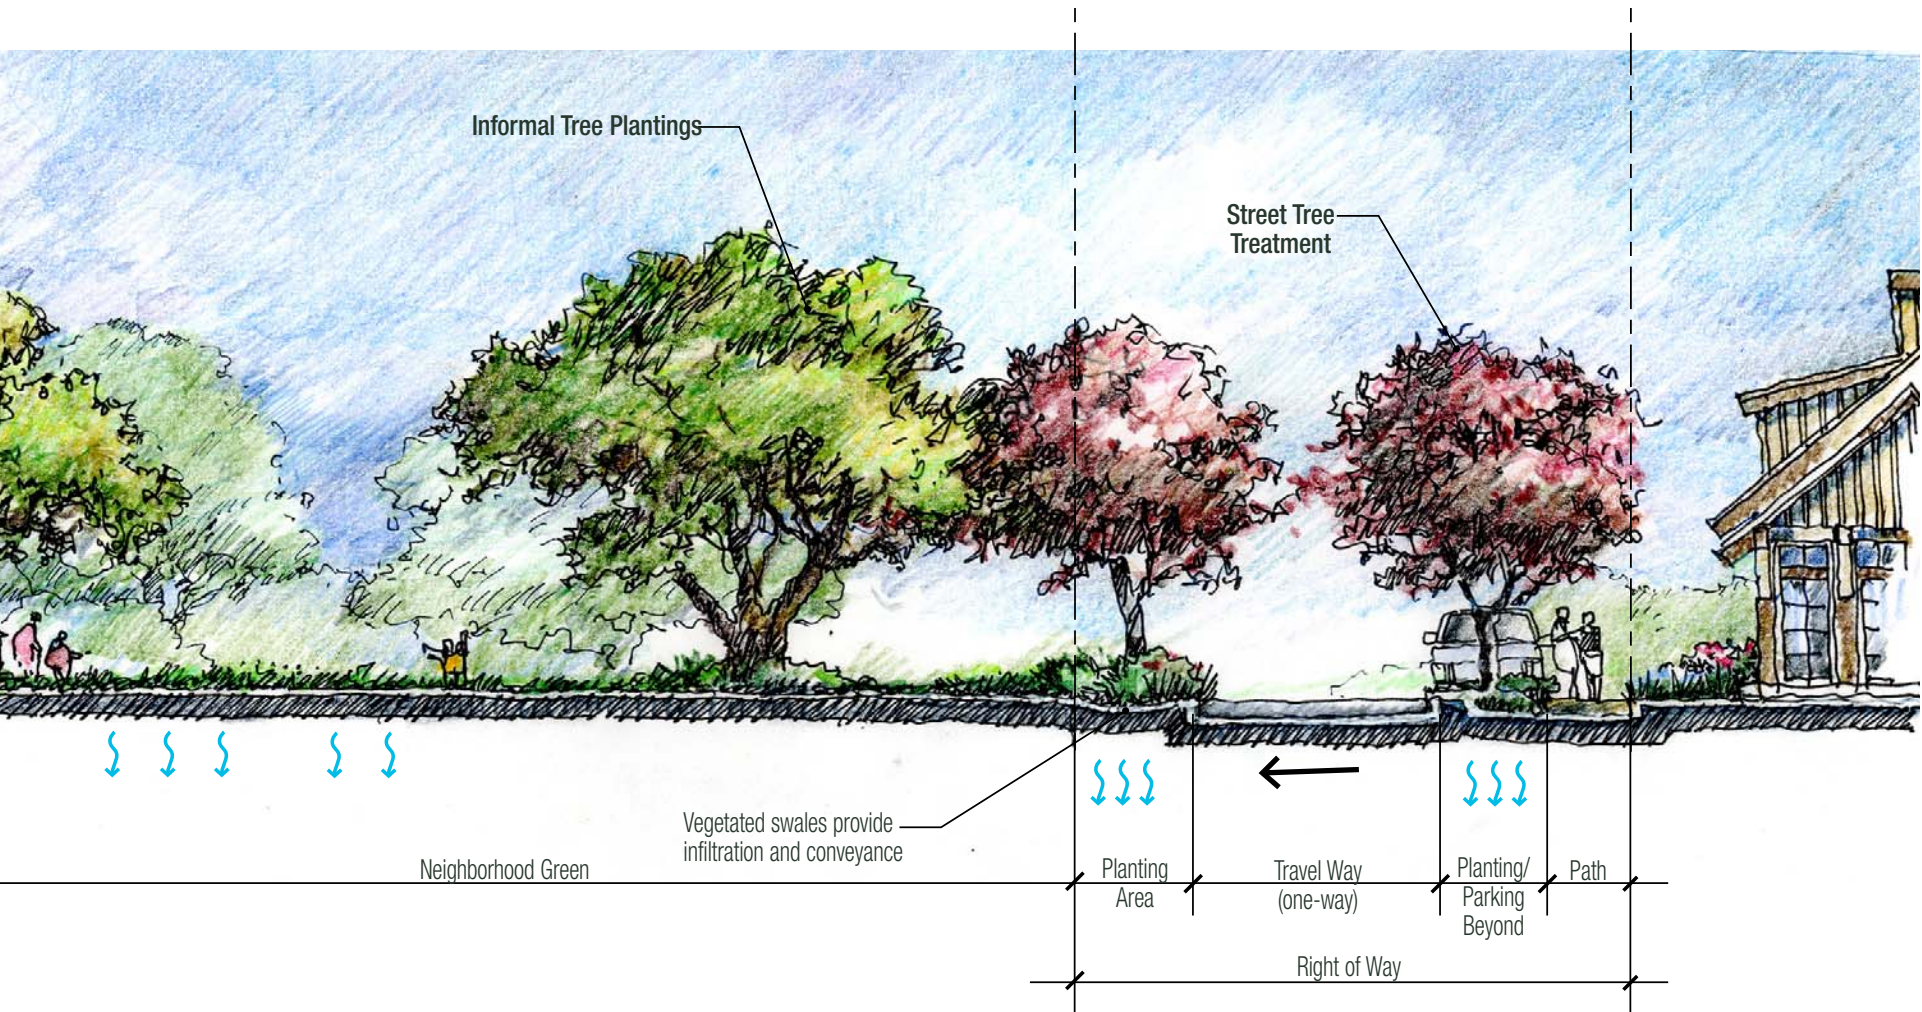 Informal Tree Plantings
Street Tree
Treatment
Vegetated swales provide
infiltration and conveyance
Neighborhood Green
Planting
Area
Travel Way
(one-way)
Planting/
Parking
Beyond
Path
Right of Way